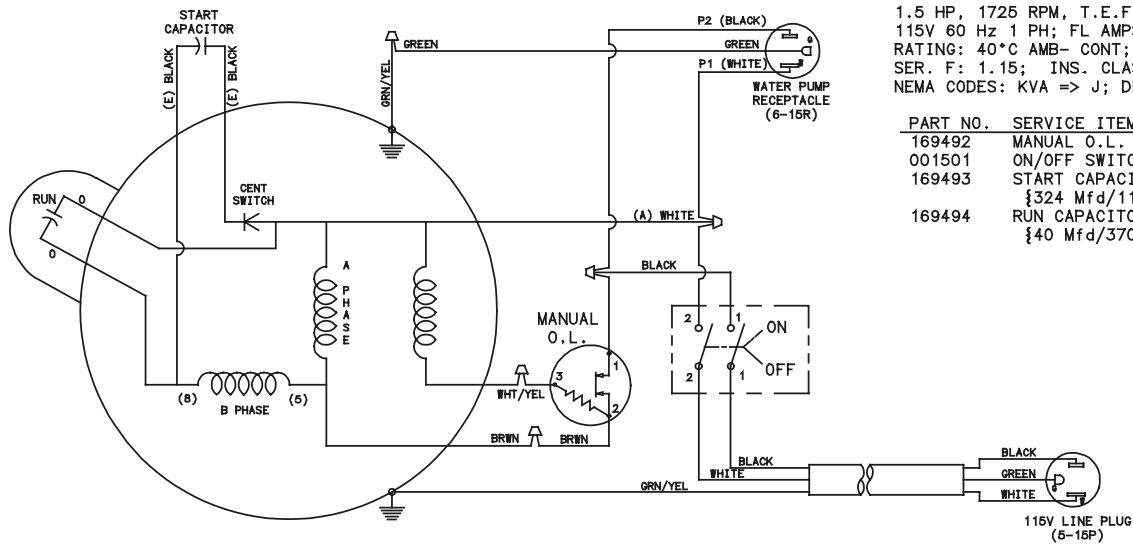 START
CAPACITOR
(E) BLACK
(E) BLACK
GREEN
GRN/YEL
P2 (BLACK)
GREEN
G
P1 (WHITE)
W
WATER PUMP
RECEPTACLE
(6-15R)
1.5 HP, 1725 RPM, T.E.F
115V 60 Hz 1 PH; FL AMP
RATING: 40°C AMB- CONT;
SER. F: 1.15; INS. CLA
NEMA CODES: KVA => J; D
PART NO. SERVICE ITEM
169492 MANUAL O.L.
001501 ON/OFF SWITC
169493 START CAPACI
{324 Mfd/11
169494 RUN CAPACITO
{40 Mfd/370
RUN
O
O
CENT
SWITCH
(A) WHITE
BLACK
A PHASE
MANUAL
O.L.
1
3
2
2
1
ON
OFF
2
1
(8)
(5)
B PHASE
WHT/YEL
BRWN
BRWN
BLACK
WHITE
GRN/YEL
BLACK
GREEN
WHITE
G
W
115V LINE PLUG
(5-15P)